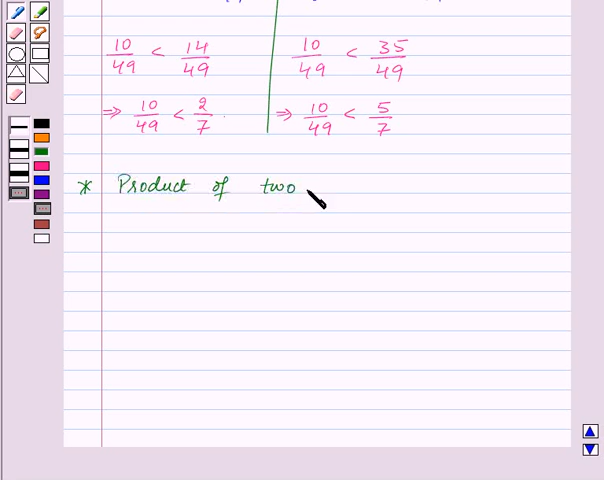 10/49 < 14/49
10/49 < 35/49
⇒ 10/49 < 2/7 .
⇒ 10/49 < 5/7
* Product of two